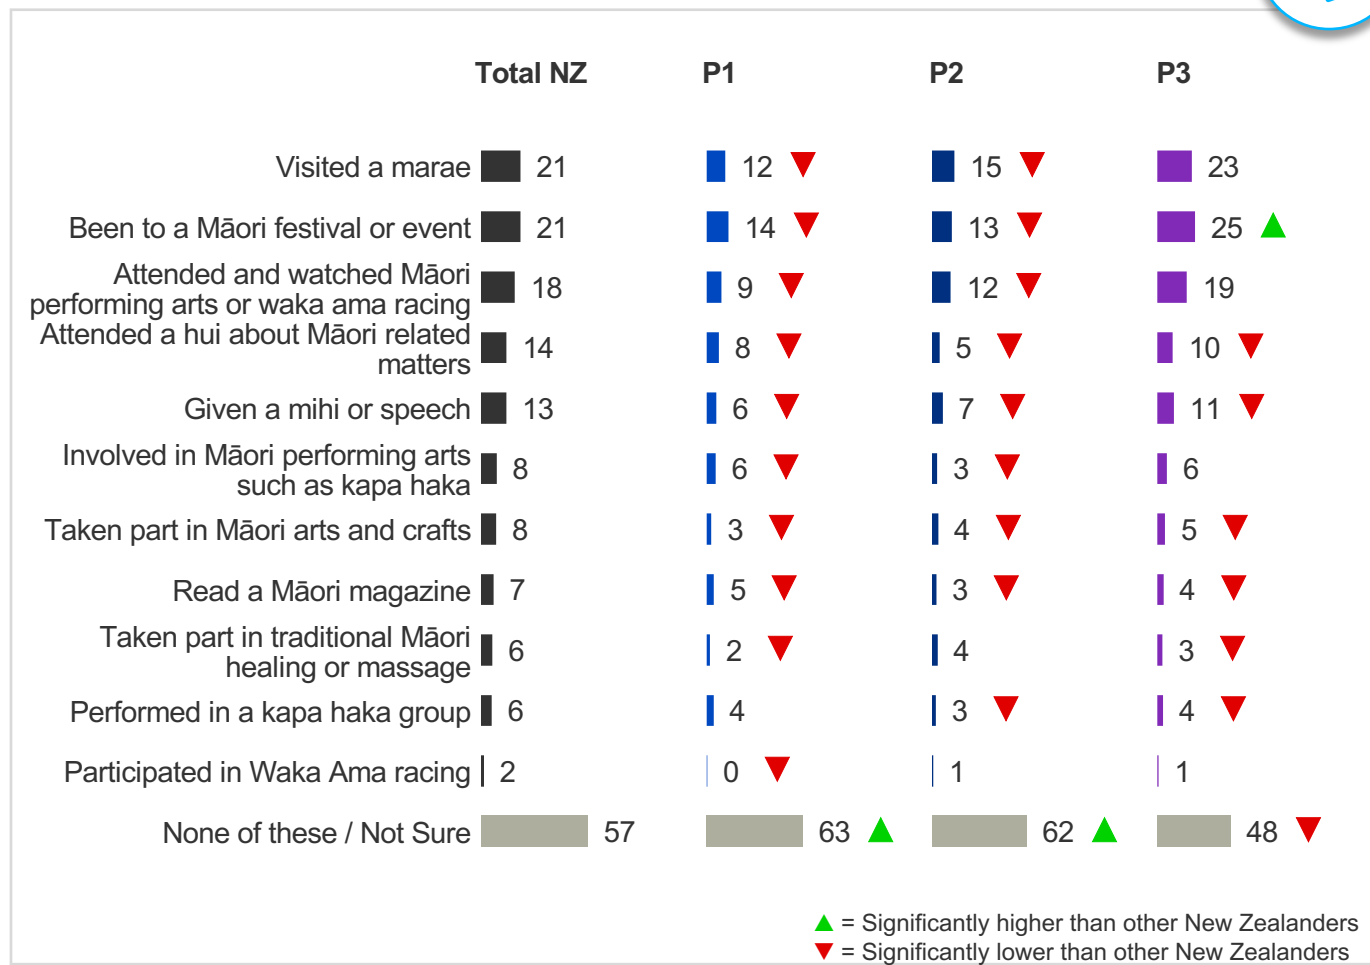 Total NZ P1 P2 P3
Visited a marae 21 12 ▼ 15 ▼ 23
Been to a Māori festival or event 21 14 ▼ 13 ▼ 25 ▲
Attended and watched Māori
performing arts or waka ama racing 18 9 ▼ 12 ▼ 19
Attended a hui about Māori related
matters 14 8 ▼ 5 ▼ 10 ▼
Given a mihi or speech 13 6 ▼ 7 ▼ 11 ▼
Involved in Māori performing arts
such as kapa haka 8 6 ▼ 3 ▼ 6
Taken part in Māori arts and crafts 8 3 ▼ 4 ▼ 5 ▼
Read a Māori magazine 7 5 ▼ 3 ▼ 4 ▼
Taken part in traditional Māori
healing or massage 6 2 ▼ 4 3 ▼
Performed in a kapa haka group 6 4 3 ▼ 4 ▼
Participated in Waka Ama racing 2 0 ▼ 1 1
None of these / Not Sure 57 63 ▲ 62 ▲ 48 ▼
▲ = Significantly higher than other New Zealanders
▼ = Significantly lower than other New Zealanders